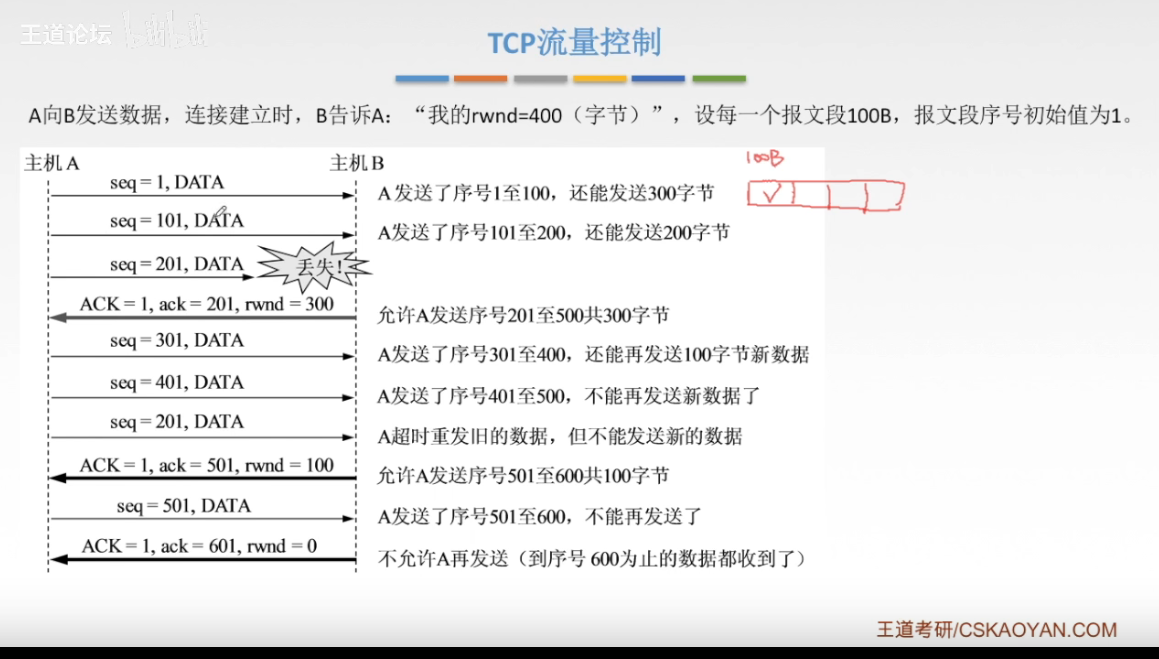 王道论坛
TCP流量控制
A向B发送数据，连接建立时，B告诉A：“我的rwnd=400（字节）”，设每一个报文段100B，报文段序号初始值为1。
主机A 主机B
100B
seq = 1, DATA
A发送了序号1至100，还能发送300字节
seq = 101, DATA
A发送了序号101至200，还能发送200字节
seq = 201, DATA 丢失!
ACK = 1, ack = 201, rwnd = 300
允许A发送序号201至500共300字节
seq = 301, DATA
A发送了序号301至400，还能再发送100字节新数据
seq = 401, DATA
A发送了序号401至500，不能再发送新数据了
seq = 201, DATA
A超时重发旧的数据，但不能发送新的数据
ACK = 1, ack = 501, rwnd = 100
允许A发送序号501至600共100字节
seq = 501, DATA
A发送了序号501至600，不能再发送了
ACK = 1, ack = 601, rwnd = 0
不允许A再发送（到序号 600为止的数据都收到了）
王道考研/CSKAOYAN.COM